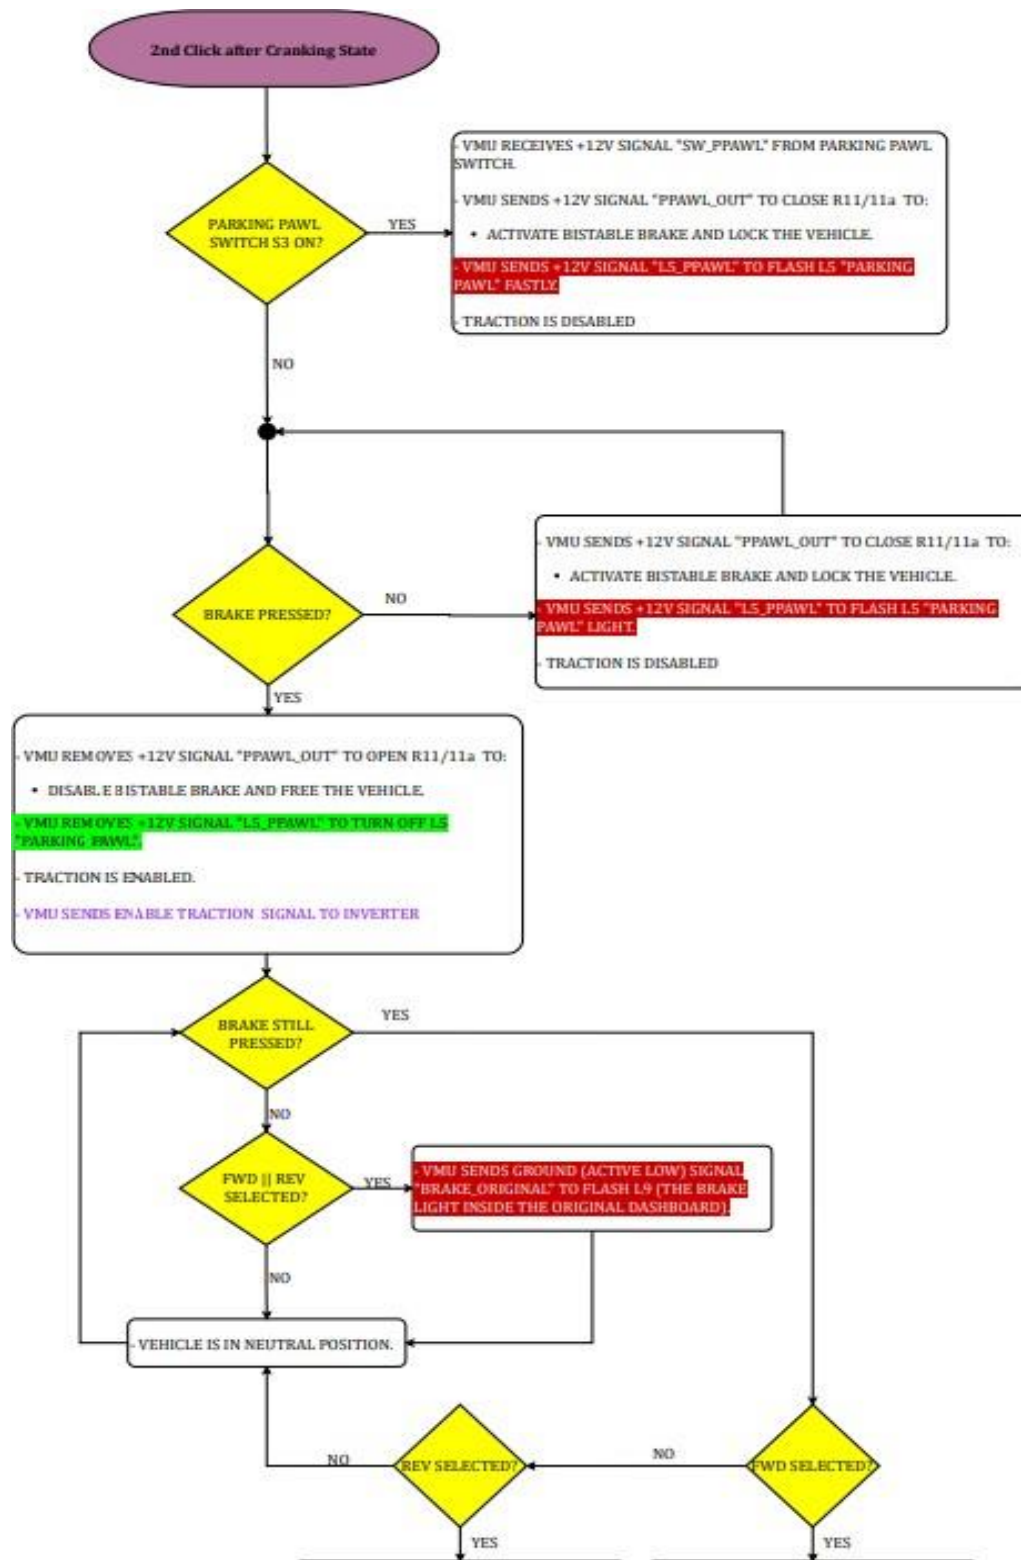 2nd Click after Cranking State
- VMU RECEIVES +12V SIGNAL "SW_PPAWL" FROM PARKING PAWL
SWITCH.
- VMU SENDS +12V SIGNAL "PPAWL_OUT" TO CLOSE R11/11a TO:
• ACTIVATE BISTABLE BRAKE AND LOCK THE VEHICLE.
- VMU SENDS +12V SIGNAL "L5_PPAWL" TO FLASH L5 "PARKING
PAWL" FASTLY.
- TRACTION IS DISABLED
PARKING PAWL
SWITCH S3 ON?
YES
NO
- VMU SENDS +12V SIGNAL "PPAWL_OUT" TO CLOSE R11/11a TO:
• ACTIVATE BISTABLE BRAKE AND LOCK THE VEHICLE.
- VMU SENDS +12V SIGNAL "L5_PPAWL" TO FLASH L5 "PARKING
PAWL" LIGHT.
- TRACTION IS DISABLED
BRAKE PRESSED?
NO
YES
- VMU REMOVES +12V SIGNAL "PPAWL_OUT" TO OPEN R11/11a TO:
• DISABLE BISTABLE BRAKE AND FREE THE VEHICLE.
- VMU REMOVES +12V SIGNAL "L5_PPAWL" TO TURN OFF L5
"PARKING PAWL".
- TRACTION IS ENABLED.
- VMU SENDS ENABLE TRACTION SIGNAL TO INVERTER
BRAKE STILL
PRESSED?
YES
NO
FWD || REV
SELECTED?
YES
- VMU SENDS GROUND (ACTIVE LOW) SIGNAL
"BRAKE_ORIGINAL" TO FLASH L9 (THE BRAKE
LIGHT INSIDE THE ORIGINAL DASHBOARD).
NO
- VEHICLE IS IN NEUTRAL POSITION.
NO
REV SELECTED?
NO
FWD SELECTED?
YES
YES